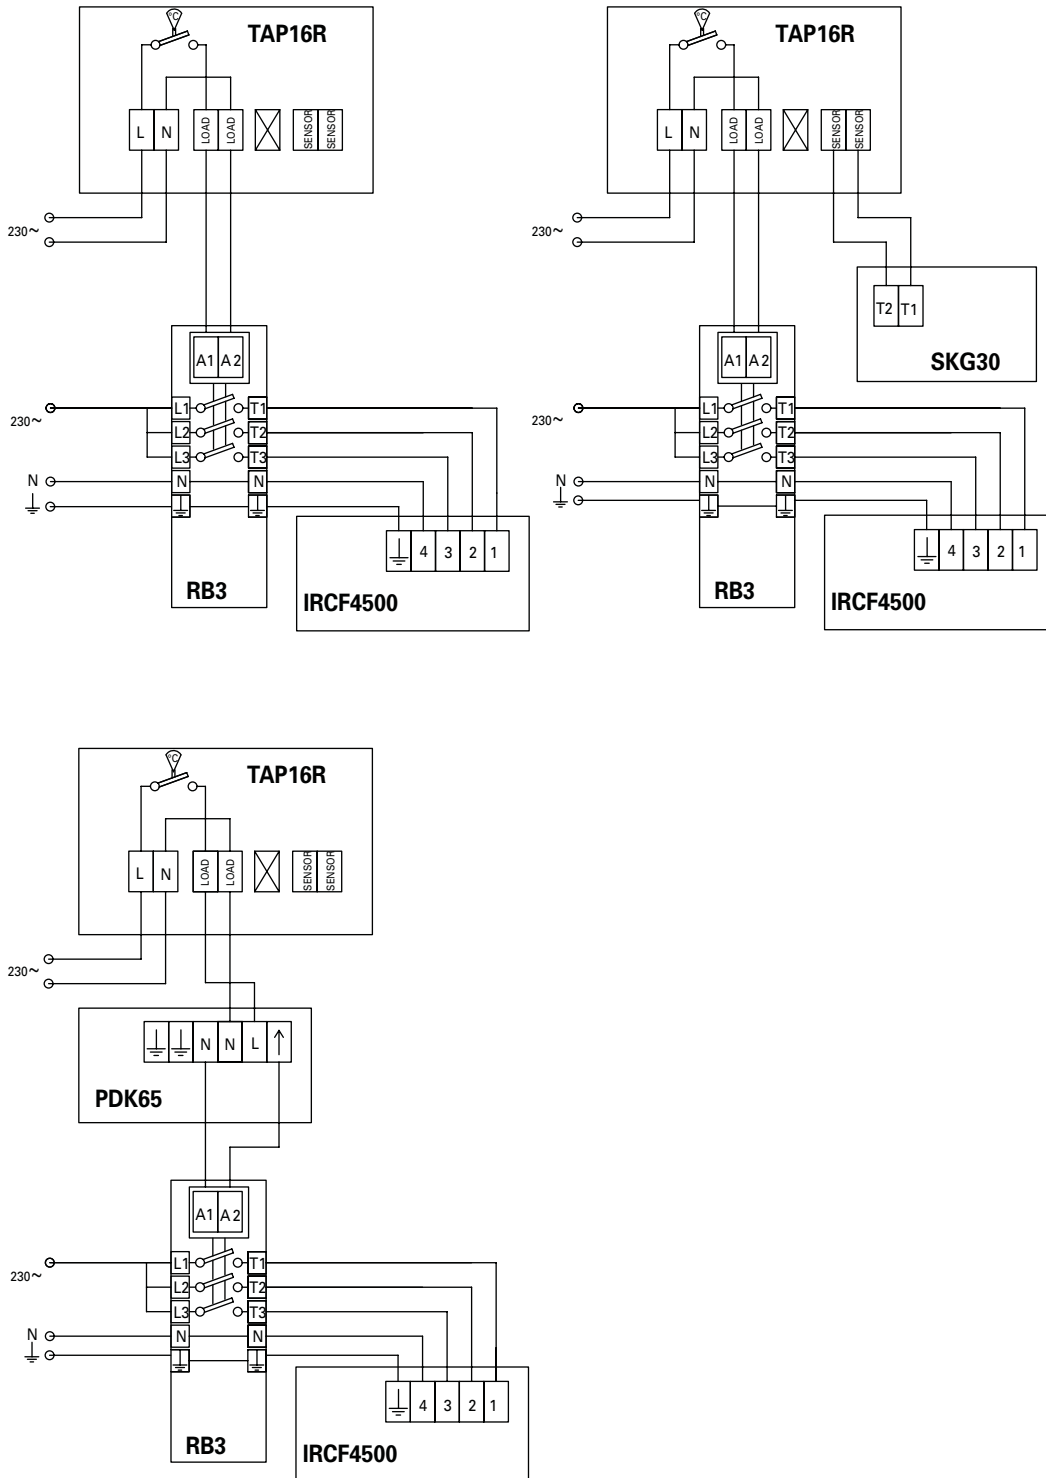 °C
TAP16R
L N LOAD LOAD SENSOR SENSOR
230~
A1 A2
L1 T1
230~
L2 T2
L3 T3
N N N
4 3 2 1
RB3
IRCF4500
°C
TAP16R
L N LOAD LOAD SENSOR SENSOR
230~
T2 T1
SKG30
A1 A2
L1 T1
230~
L2 T2
L3 T3
N N N
4 3 2 1
RB3
IRCF4500
°C
TAP16R
L N LOAD LOAD SENSOR SENSOR
230~
N N L
PDK65
A1 A2
L1 T1
230~
L2 T2
L3 T3
N N N
4 3 2 1
RB3
IRCF4500